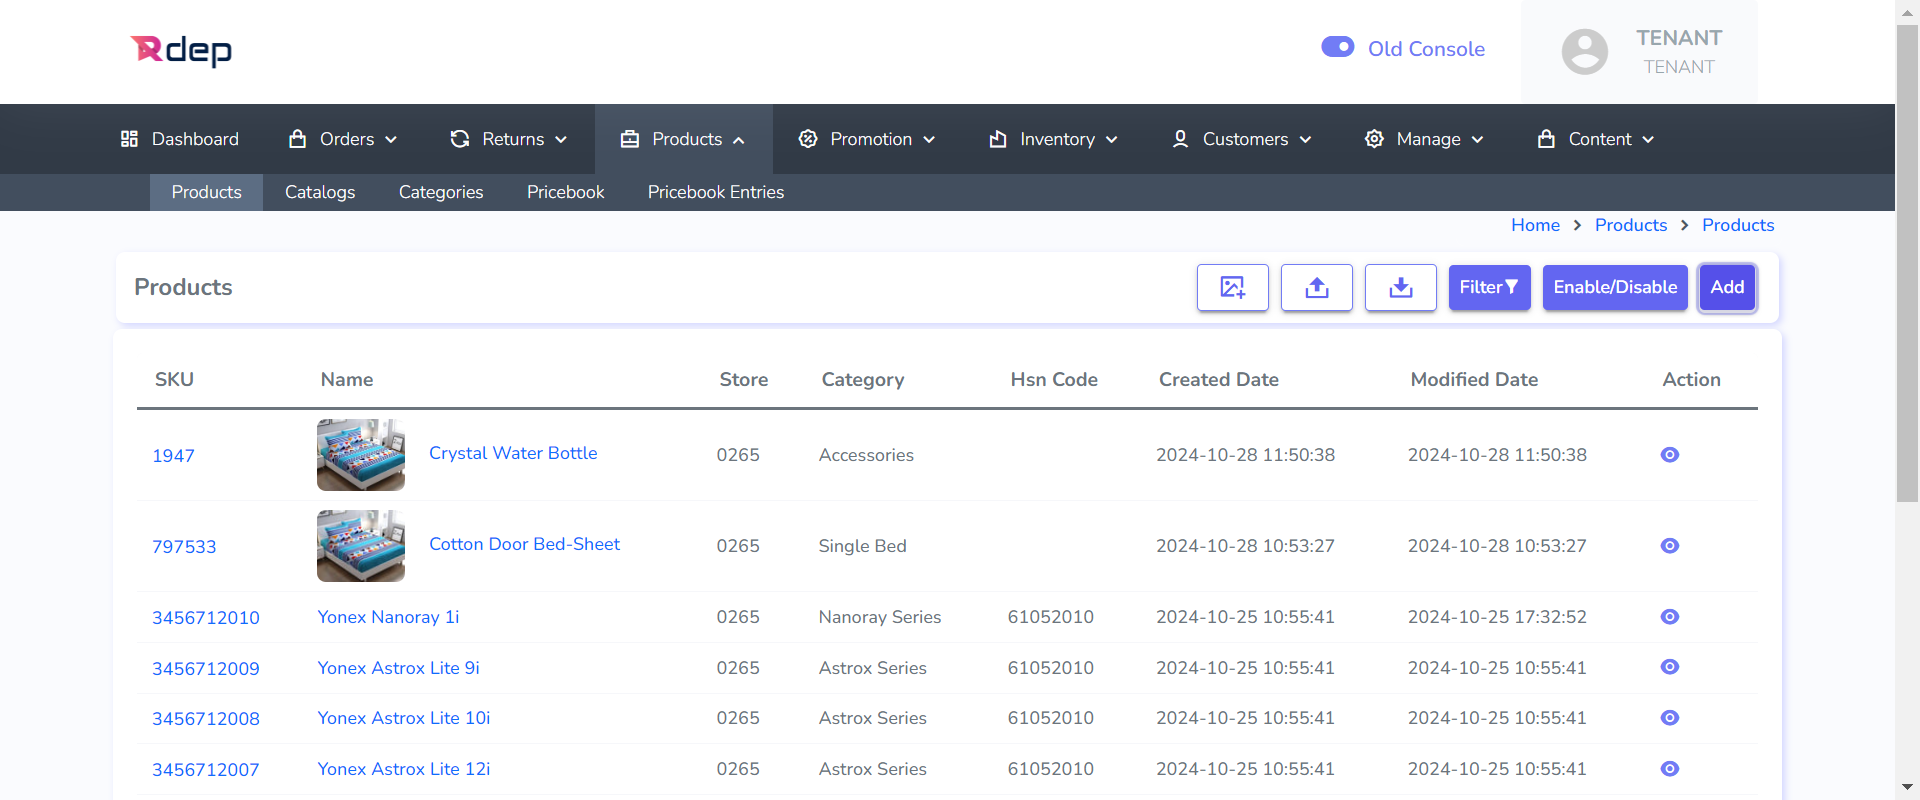 Rdep
Old Console
TENANT
TENANT
Dashboard Orders Returns Products Promotion Inventory Customers Manage Content
Products Catalogs Categories Pricebook Pricebook Entries
Home > Products > Products
Products
Filter Enable/Disable Add
SKU Name Store Category Hsn Code Created Date Modified Date Action
1947 Crystal Water Bottle 0265 Accessories 2024-10-28 11:50:38 2024-10-28 11:50:38
797533 Cotton Door Bed-Sheet 0265 Single Bed 2024-10-28 10:53:27 2024-10-28 10:53:27
3456712010 Yonex Nanoray 1i 0265 Nanoray Series 61052010 2024-10-25 10:55:41 2024-10-25 17:32:52
3456712009 Yonex Astrox Lite 9i 0265 Astrox Series 61052010 2024-10-25 10:55:41 2024-10-25 10:55:41
3456712008 Yonex Astrox Lite 10i 0265 Astrox Series 61052010 2024-10-25 10:55:41 2024-10-25 10:55:41
3456712007 Yonex Astrox Lite 12i 0265 Astrox Series 61052010 2024-10-25 10:55:41 2024-10-25 10:55:41